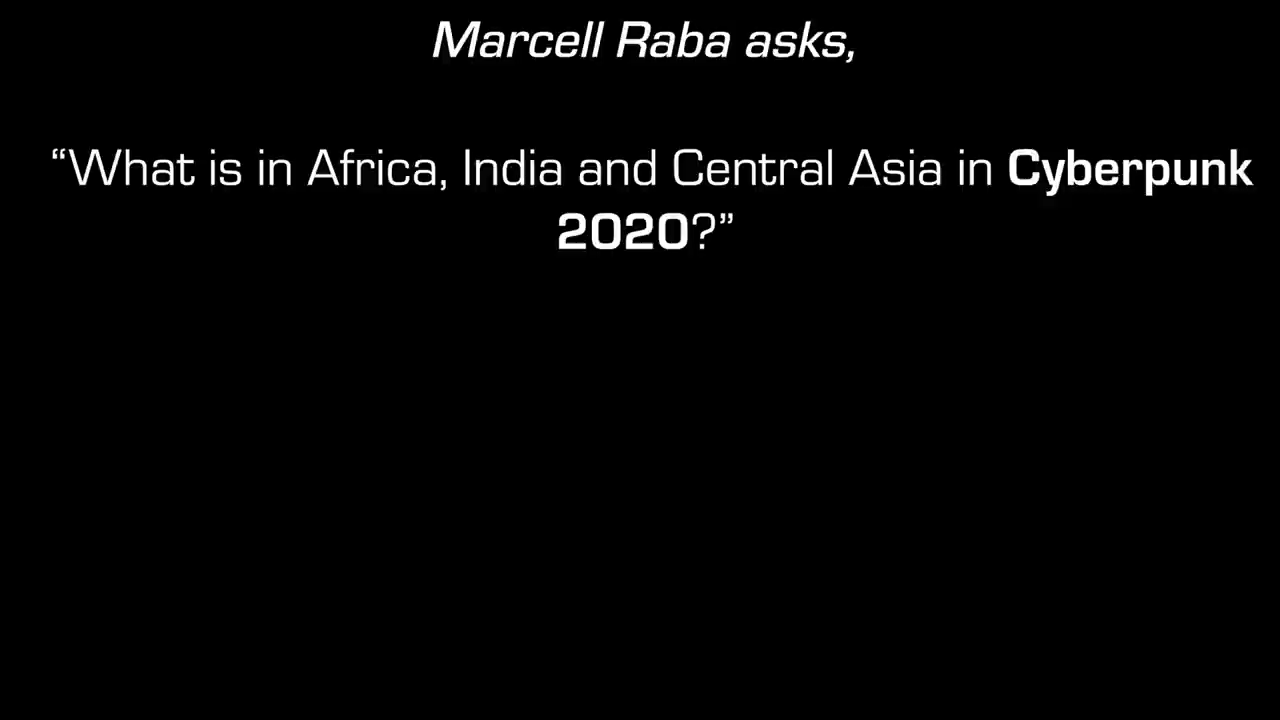 Marcell Raba asks,
“What is in Africa, India and Central Asia in Cyberpunk
2020?”